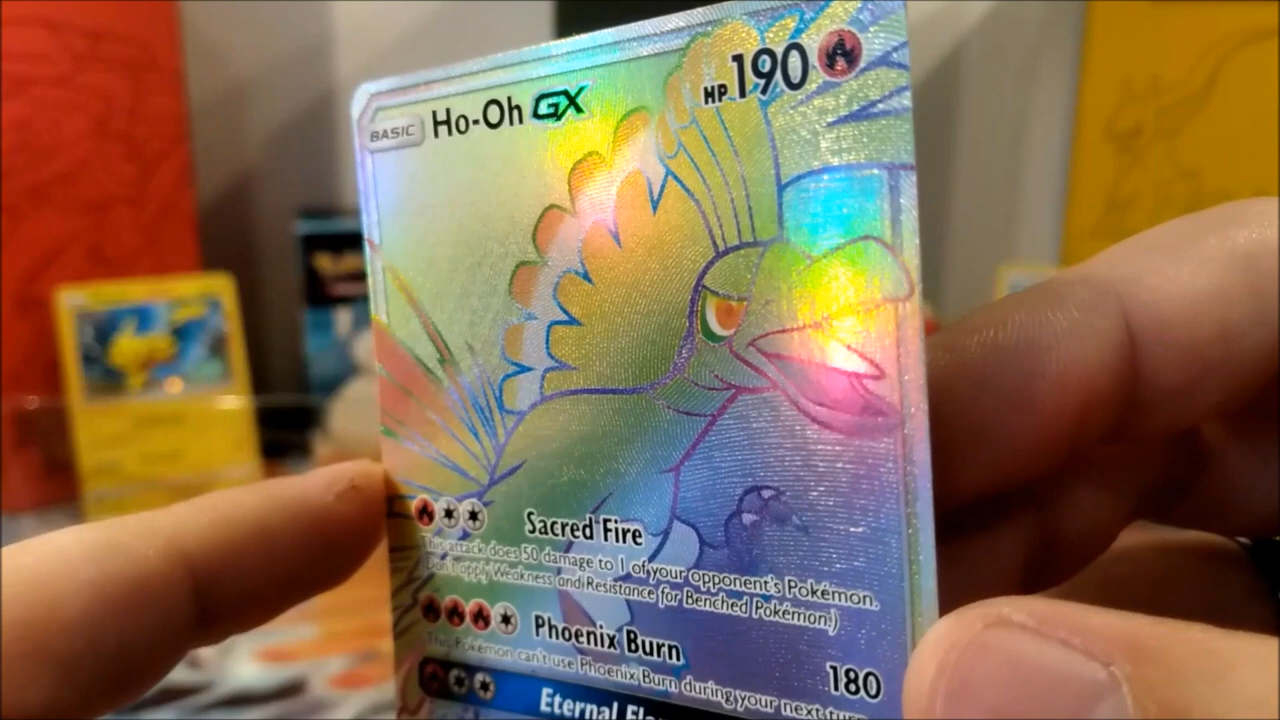 BASIC Ho-Oh GX HP 190
Sacred Fire
This attack does 50 damage to 1 of your opponent's Pokémon.
Don't apply Weakness and Resistance for Benched Pokémon.)
Phoenix Burn 180
This Pokémon can't use Phoenix Burn during your next turn.
Eternal